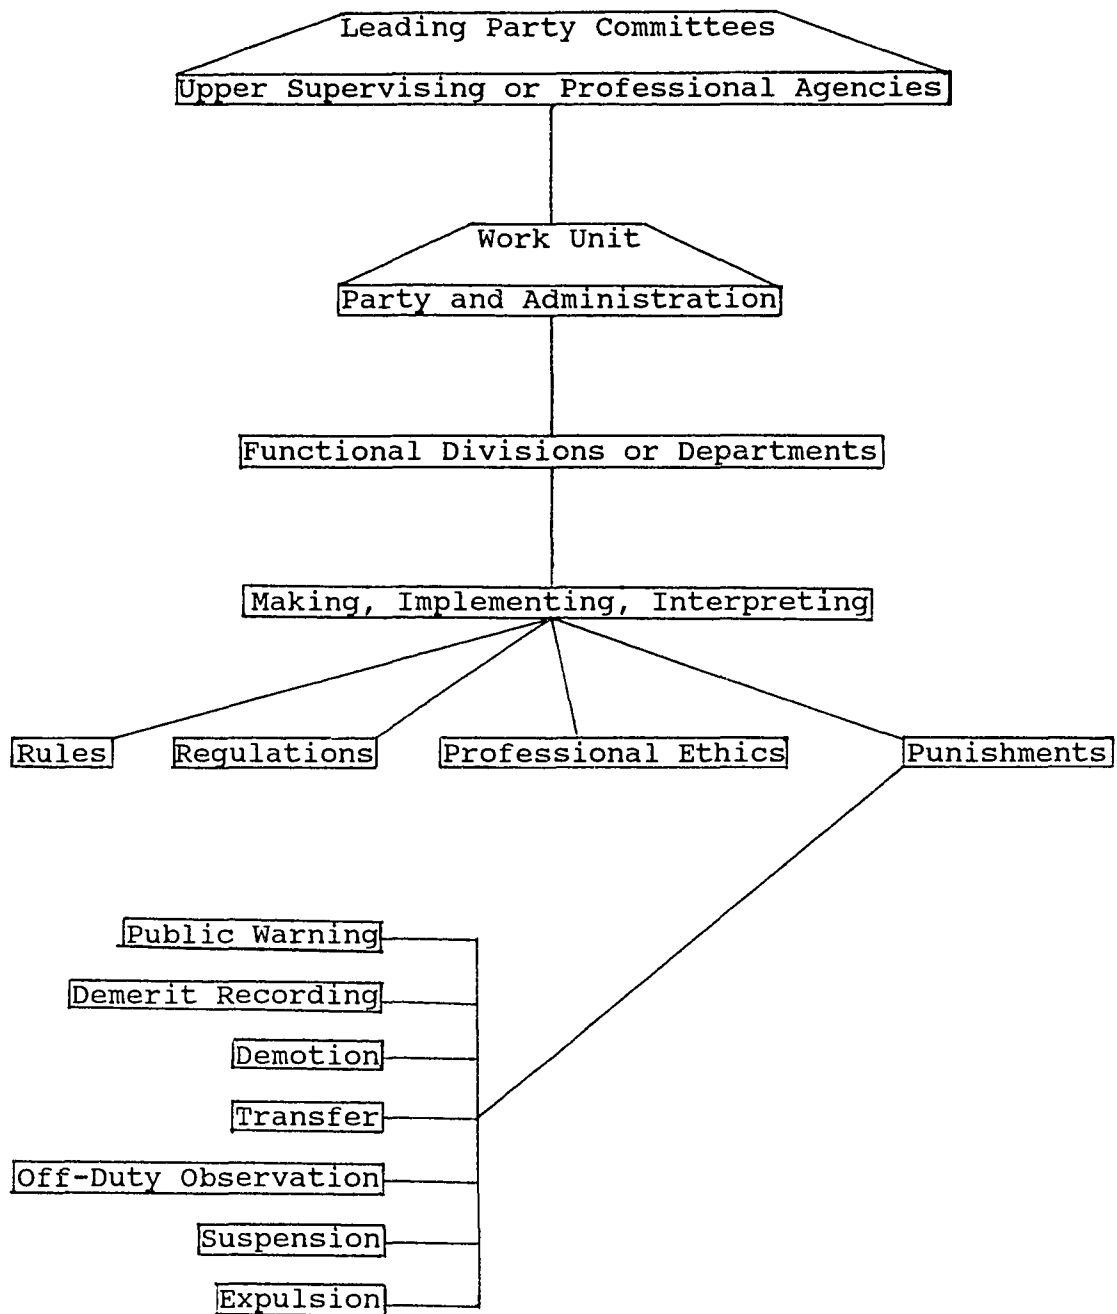 Leading Party Committees
Upper Supervising or Professional Agencies
Work Unit
Party and Administration
Functional Divisions or Departments
Making, Implementing, Interpreting
Rules Regulations Professional Ethics Punishments
Public Warning
Demerit Recording
Demotion
Transfer
Off-Duty Observation
Suspension
Expulsion